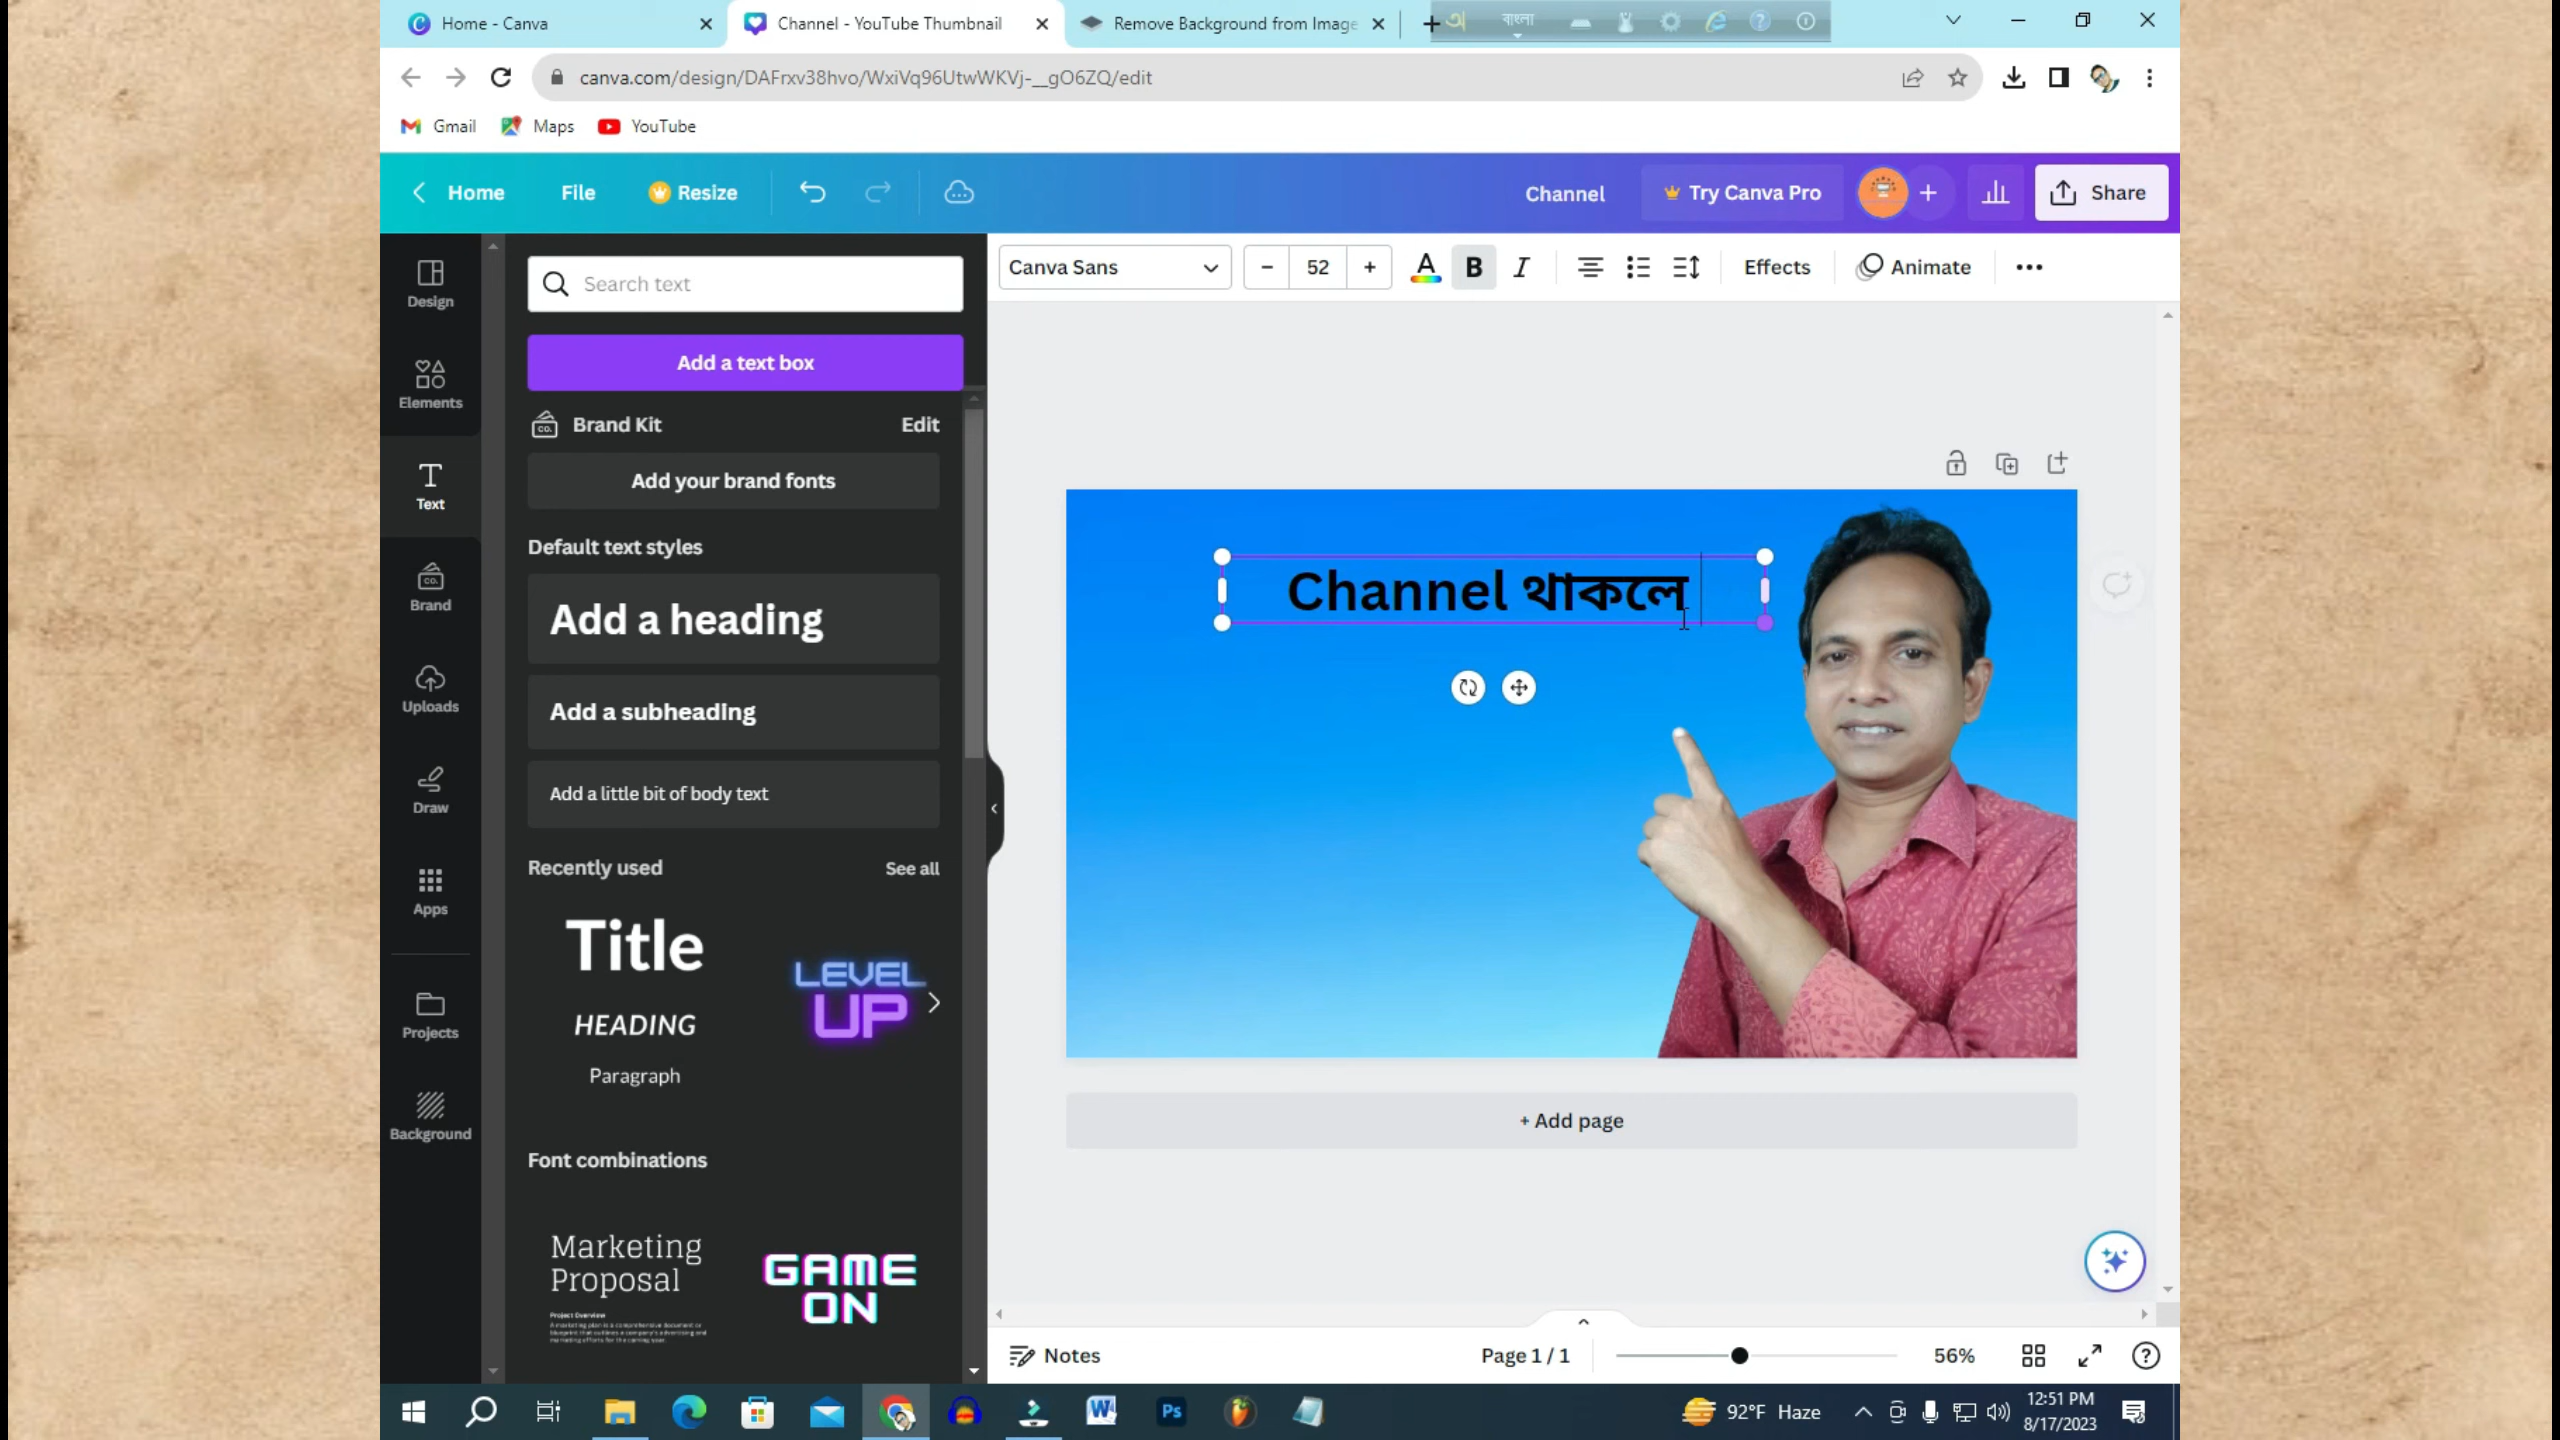 Home - Canva
Channel - YouTube Thumbnail
Remove Background from Image
বাংলা
canva.com/design/DAFrxv38hvo/WxiVq96UtwWKVj-__gO6ZQ/edit
Gmail
Maps
YouTube
Home
File
Resize
Channel
Try Canva Pro
Share
Search text
Canva Sans
52
A
B
I
Effects
Animate
Design
Elements
Text
Brand
Uploads
Draw
Apps
Projects
Background
Add a text box
Brand Kit
Edit
Add your brand fonts
Default text styles
Add a heading
Add a subheading
Add a little bit of body text
Recently used
See all
Title
HEADING
Paragraph
LEVEL
UP
Font combinations
Marketing
Proposal
Project Overview
GAME
ON
Channel থাকলে
+ Add page
Notes
Page 1 / 1
56%
92°F Haze
12:51 PM
8/17/2023